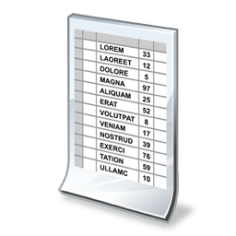 LOREM 33
LAOREET 12
DOLORE 5
MAGNA 97
ALIQUAM 25
ERAT 52
VOLUTPAT 8
VENIAM 17
NOSTRUD 39
EXERCI 76
TATION 59
ULLAMC 10